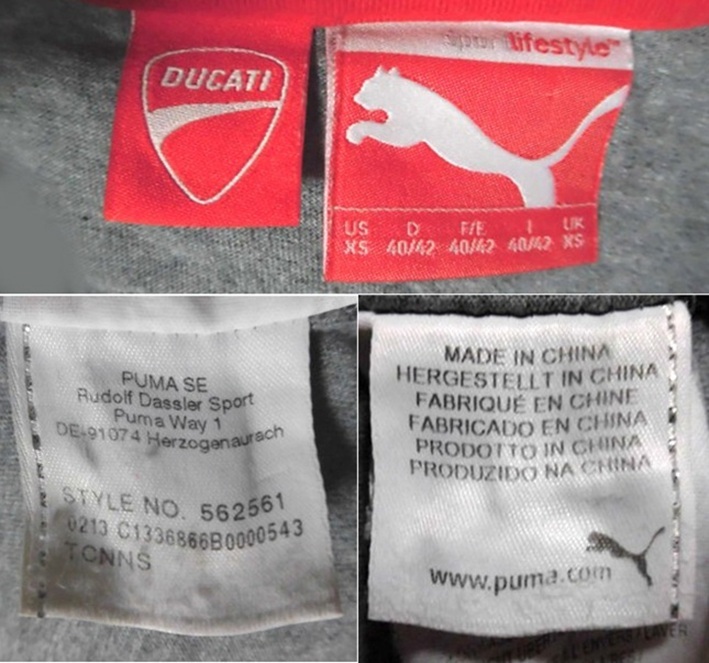 DUCATI
Sport lifestyle™
US D F/E I UK
XS 40/42 40/42 40/42 XS
PUMA SE
Rudolf Dassler Sport
Puma Way 1
DE-91074 Herzogenaurach
STYLE NO. 562561
0213 C1336866B0000543
TCNNS
MADE IN CHINA
HERGESTELLT IN CHINA
FABRIQUÉ EN CHINE
FABRICADO EN CHINA
PRODOTTO IN CHINA
PRODUZIDO NA CHINA
www.puma.com